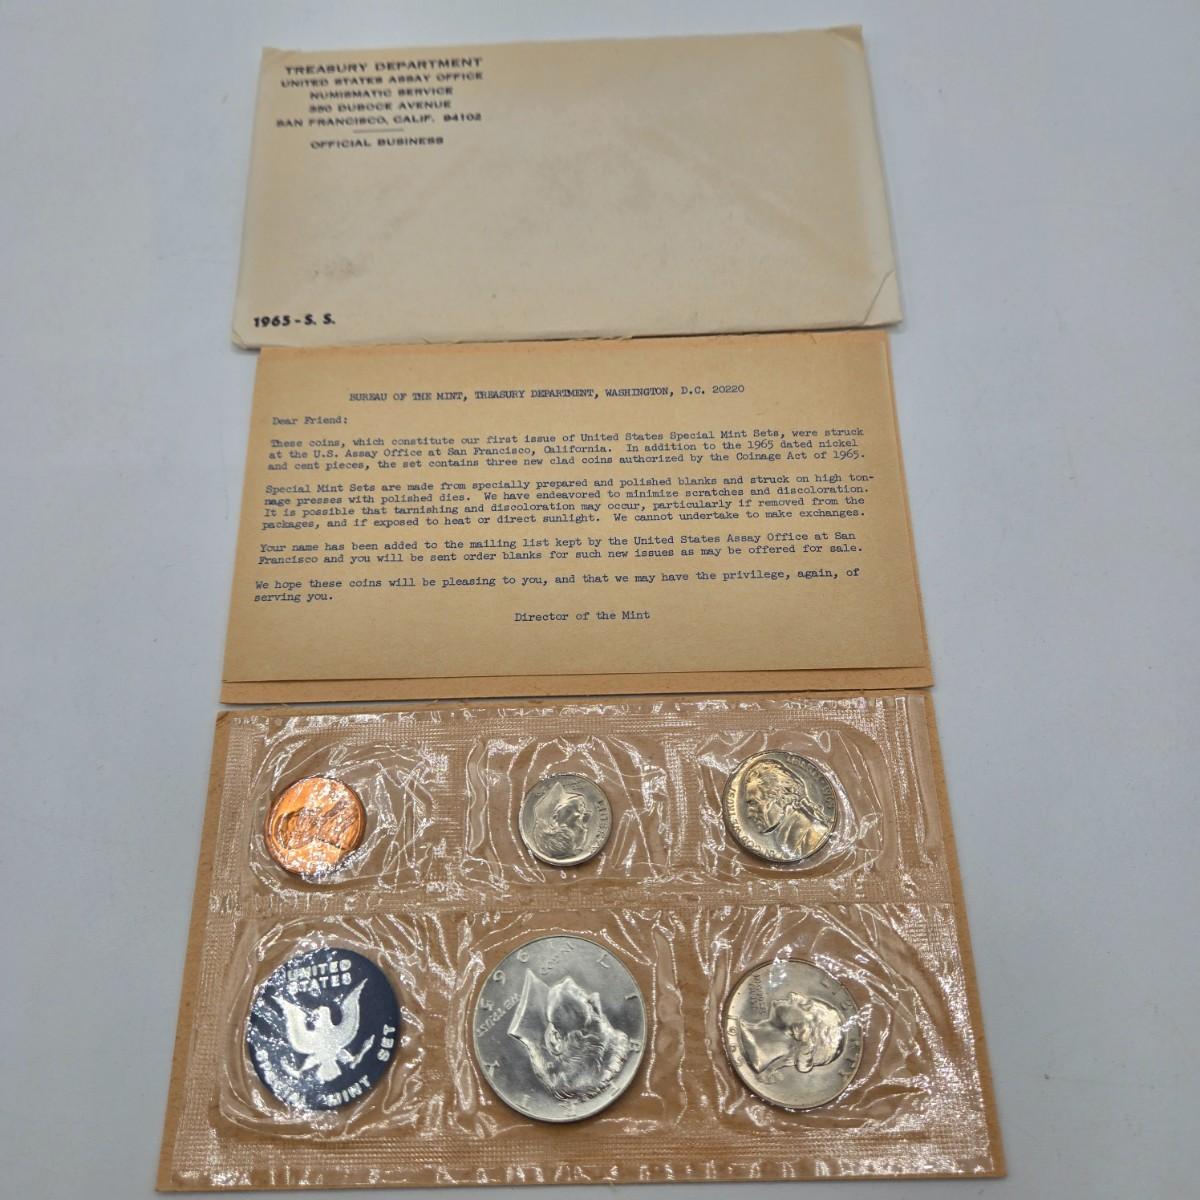 TREASURY DEPARTMENT
UNITED STATES ASSAY OFFICE
NUMISMATIC SERVICE
350 DUBOCE AVENUE
SAN FRANCISCO, CALIF. 94102
OFFICIAL BUSINESS
1965-S. S.
BUREAU OF THE MINT, TREASURY DEPARTMENT, WASHINGTON, D.C. 20220
Dear Friend:
These coins, which constitute our first issue of United States Special Mint Sets, were struck
at the U.S. Assay Office at San Francisco, California. In addition to the 1965 dated nickel
and cent pieces, the set contains three new clad coins authorized by the Coinage Act of 1965.
Special Mint Sets are made from specially prepared and polished blanks and struck on high ton-
nage presses with polished dies. We have endeavored to minimize scratches and discoloration.
It is possible that tarnishing and discoloration may occur, particularly if removed from the
packages, and if exposed to heat or direct sunlight. We cannot undertake to make exchanges.
Your name has been added to the mailing list kept by the United States Assay Office at San
Francisco and you will be sent order blanks for such new issues as may be offered for sale.
We hope these coins will be pleasing to you, and that we may have the privilege, again, of
serving you.
Director of the Mint
UNITED
STATES
SPECIAL MINT SET
LIBERTY